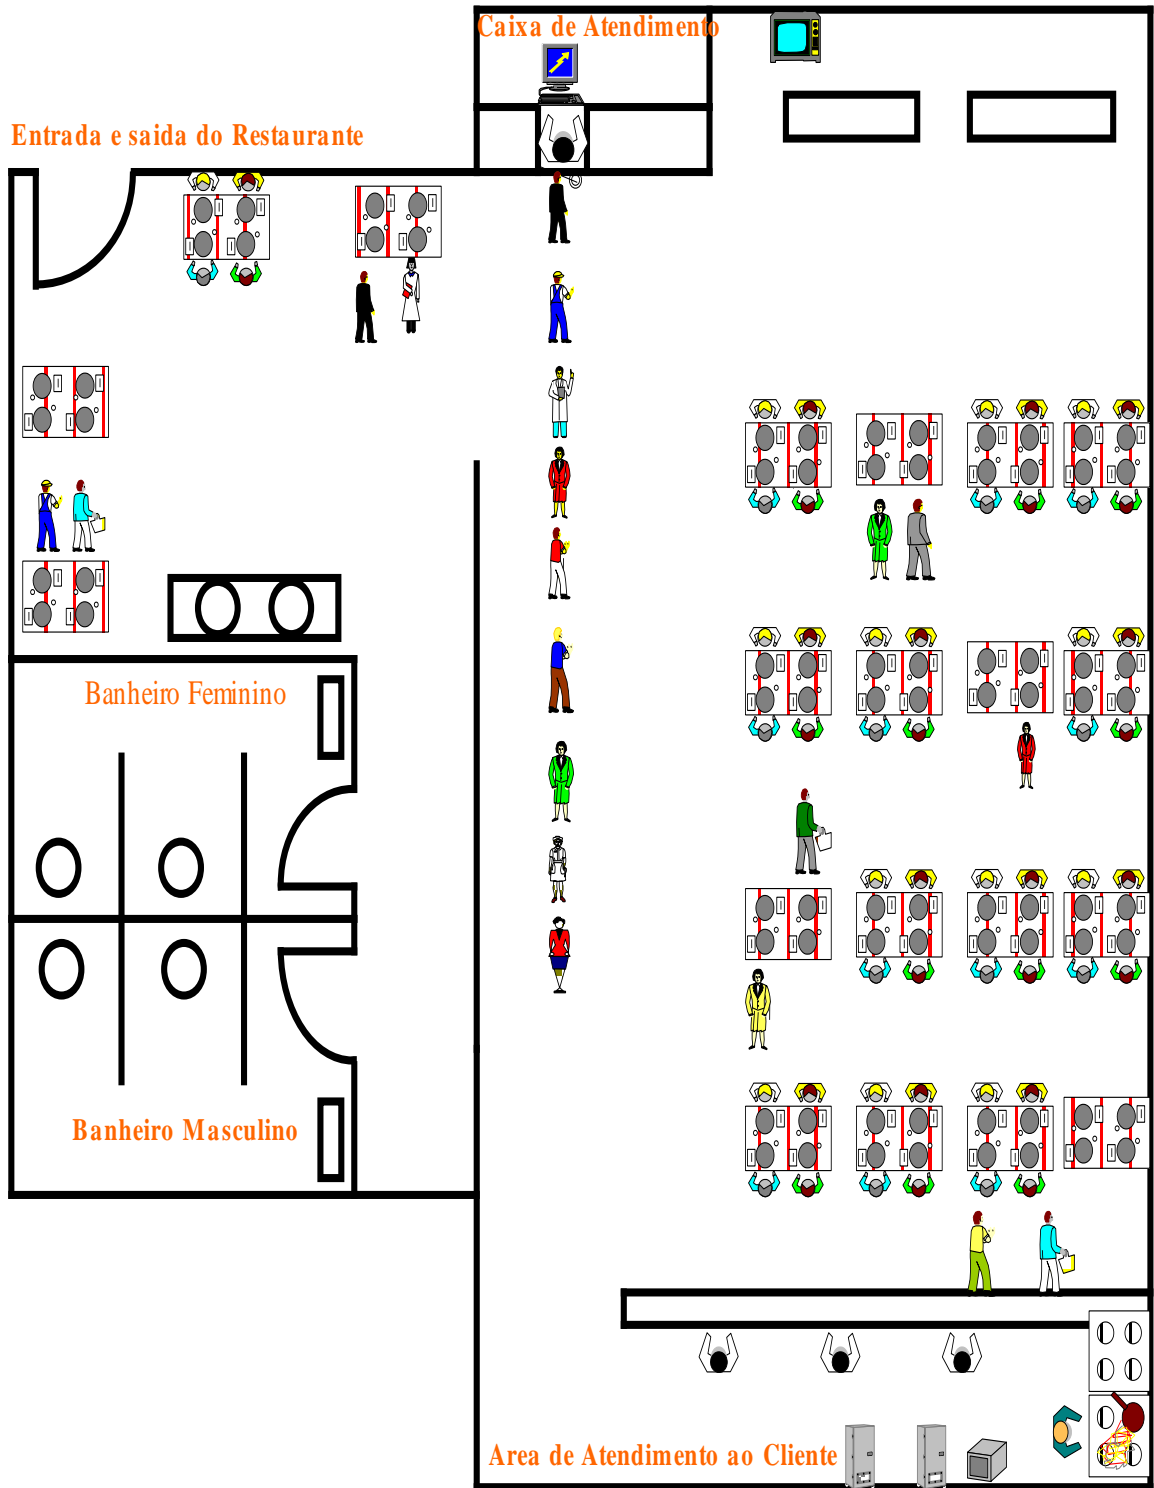 Caixa de Atendimento
Entrada e saida do Restaurante
Banheiro Feminino
Banheiro Masculino
Area de Atendimento ao Cliente